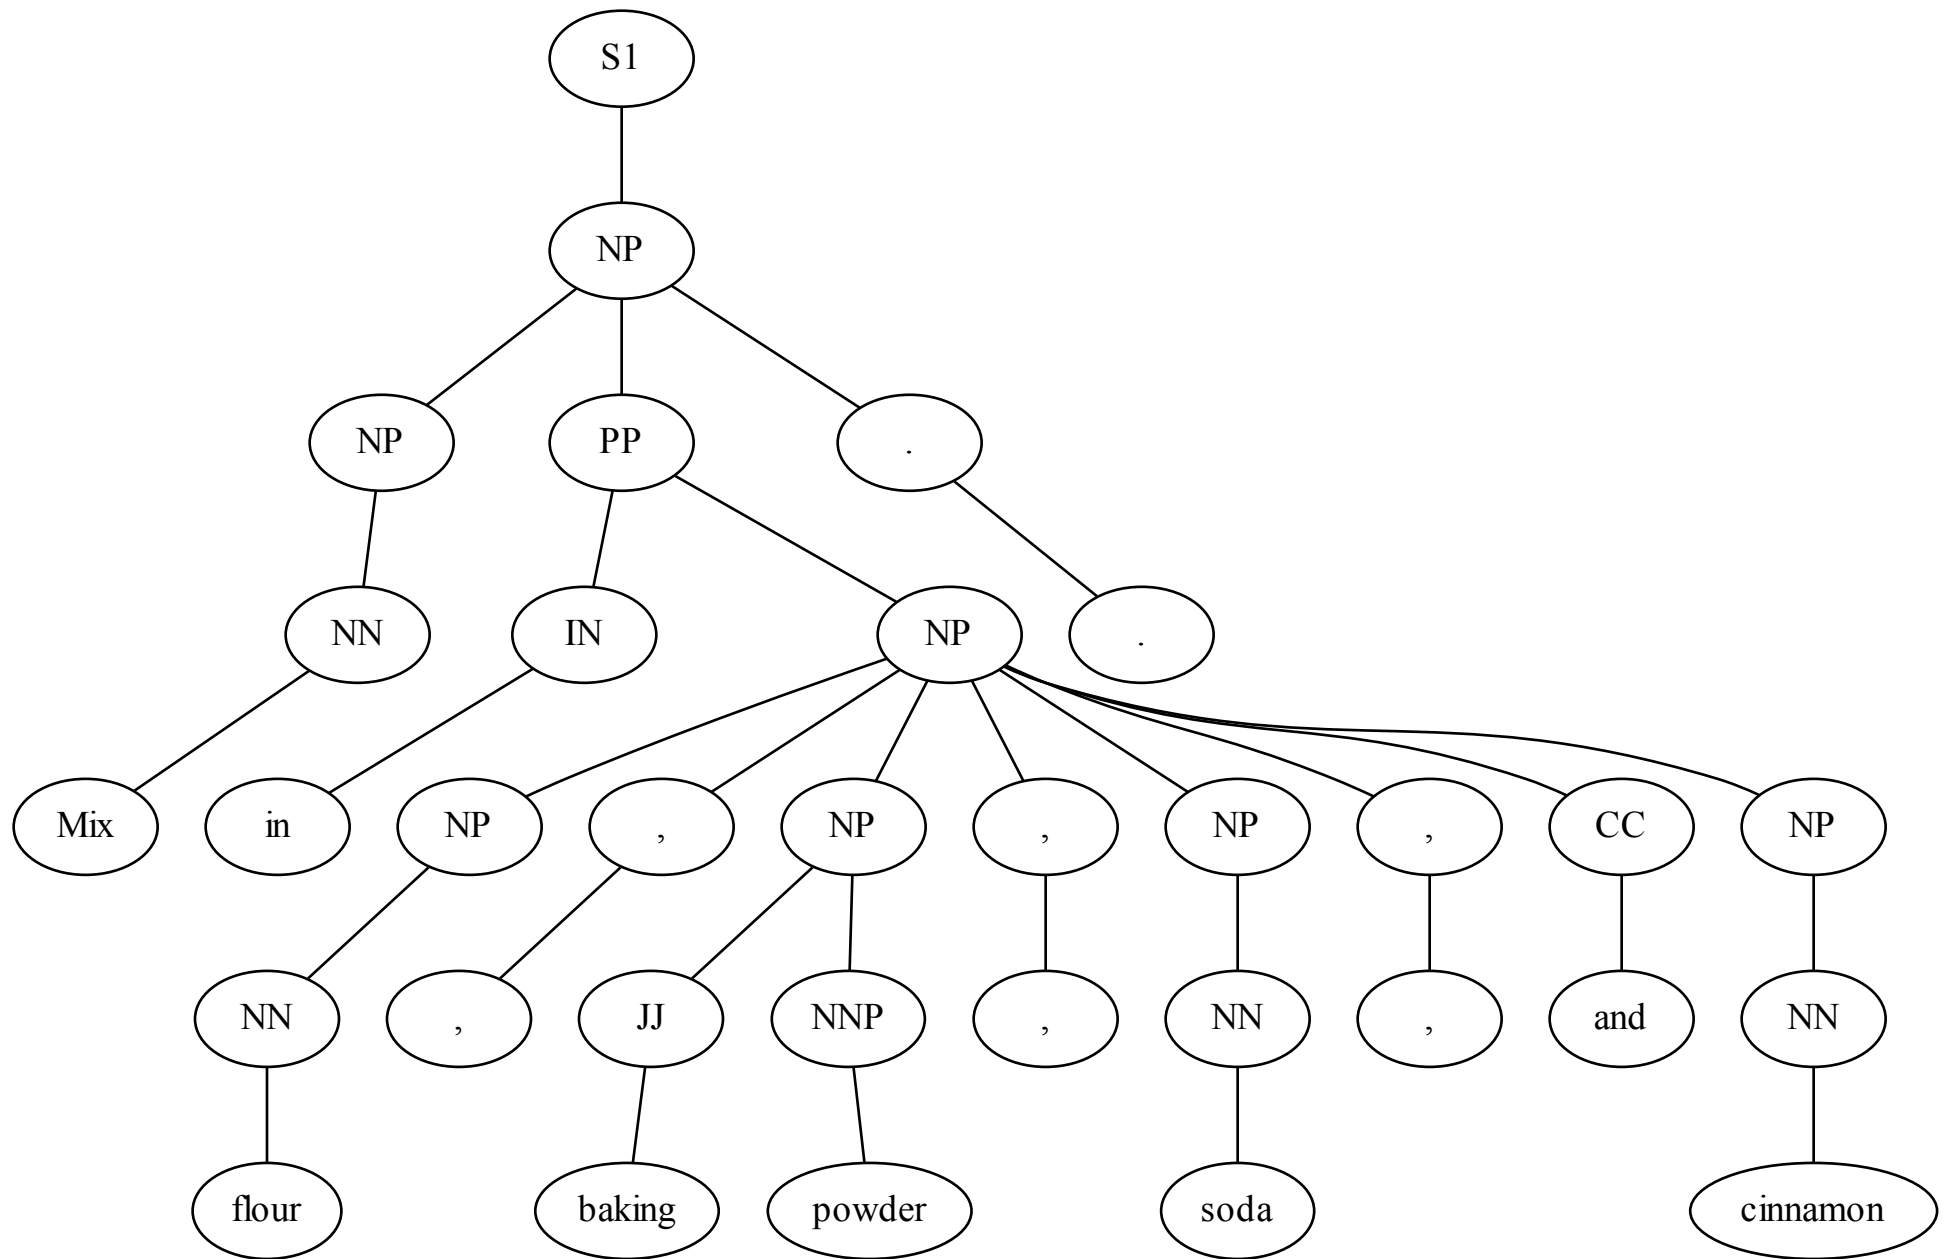 S1
NP
NP PP .
NN IN NP .
Mix in NP , NP , NP , CC NP
NN , JJ NNP , NN , and NN
flour baking powder soda cinnamon